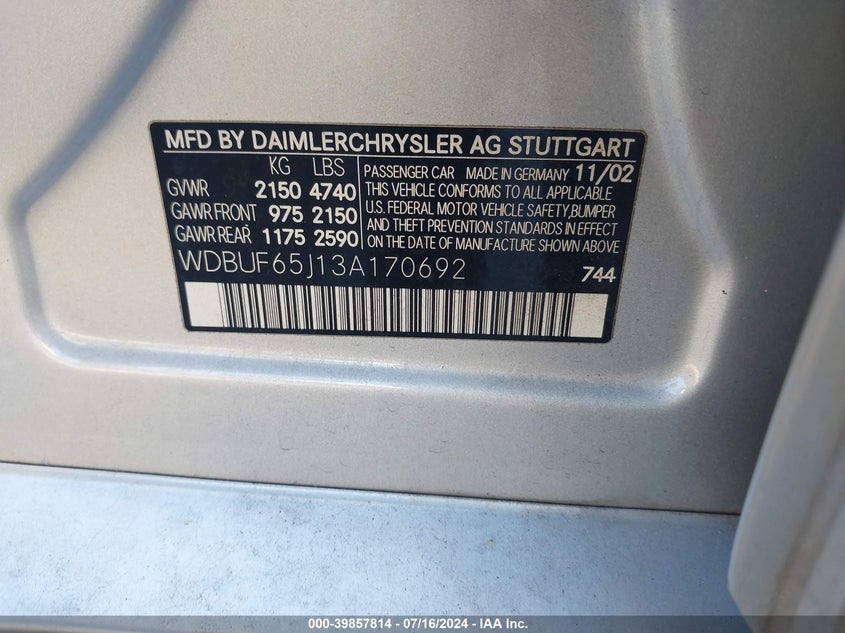 MFD BY DAIMLERCHRYSLER AG STUTTGART
KG LBS
GVWR 2150 4740
GAWR FRONT 975 2150
GAWR REAR 1175 2590
PASSENGER CAR MADE IN GERMANY 11/02
THIS VEHICLE CONFORMS TO ALL APPLICABLE
U.S. FEDERAL MOTOR VEHICLE SAFETY,BUMPER
AND THEFT PREVENTION STANDARDS IN EFFECT
ON THE DATE OF MANUFACTURE SHOWN ABOVE
WDBUF65J13A170692 744
000-39857814 - 07/16/2024 - IAA Inc.